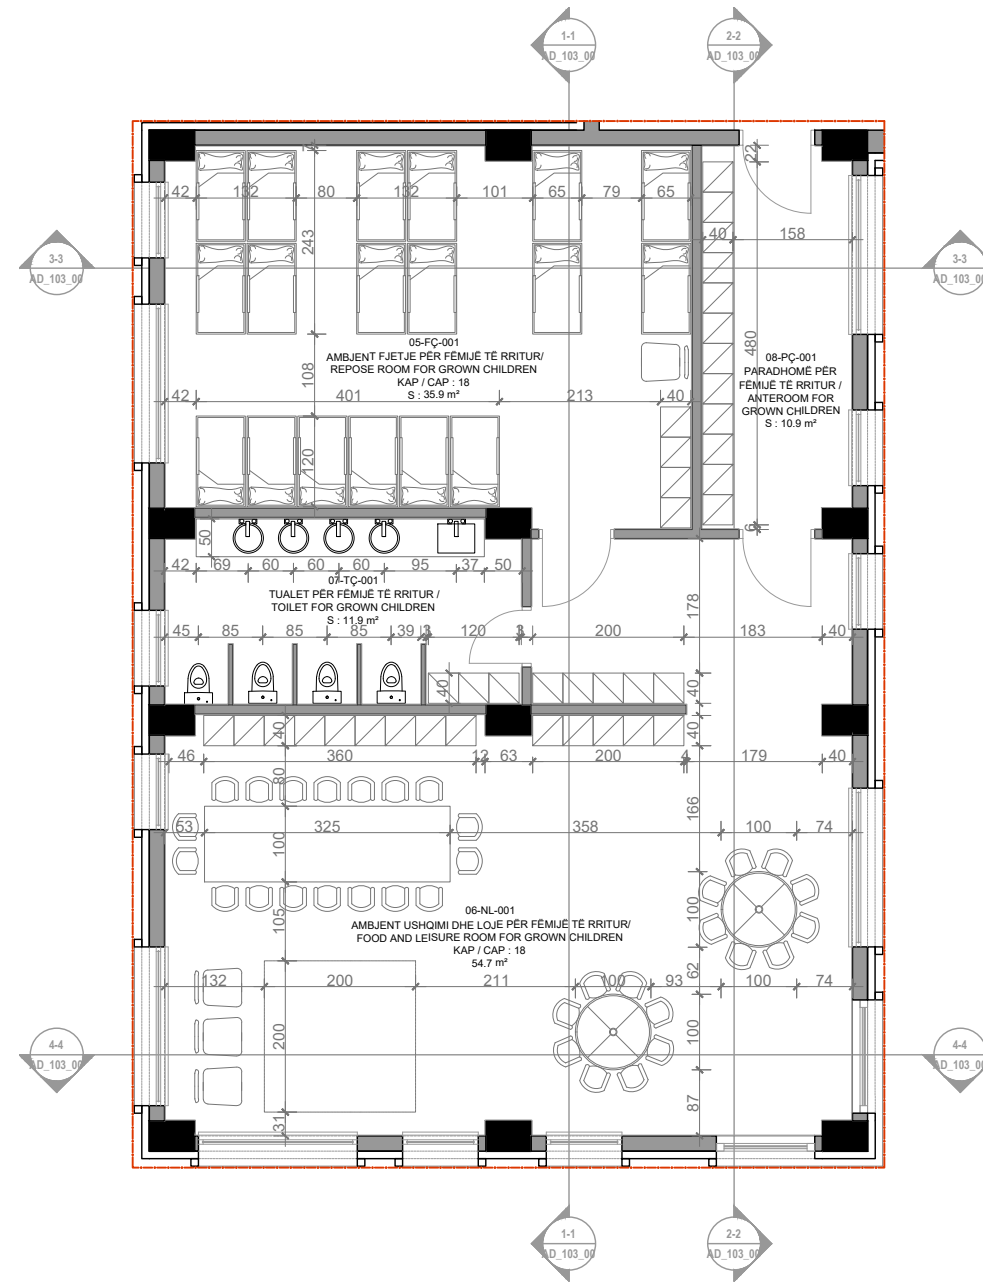 1-1
AD_103_00
2-2
AD_103_00
22
42
132
80
132
101
65
79
65
40
158
243
3-3
AD_103_00
3-3
AD_103_00
480
05-FÇ-001
AMBJENT FJETJE PËR FËMIJË TË RRITUR/
REPOSE ROOM FOR GROWN CHILDREN
KAP / CAP : 18
S : 35.9 m²
08-PÇ-001
PARADHOMË PËR
FËMIJË TË RRITUR /
ANTEROOM FOR
GROWN CHILDREN
S : 10.9 m²
108
42
401
213
40
120
50
6
42
69
60
60
60
95
37
50
07-TÇ-001
TUALET PËR FËMIJË TË RRITUR /
TOILET FOR GROWN CHILDREN
S : 11.9 m²
178
45
85
85
85
39
3
120
3
200
183
40
40
40
40
40
46
360
12
63
200
4
179
40
80
166
53
325
358
100
74
100
105
100
06-NL-001
AMBJENT USHQIMI DHE LOJE PËR FËMIJË TË RRITUR/
FOOD AND LEISURE ROOM FOR GROWN CHILDREN
KAP / CAP : 18
54.7 m²
62
132
200
211
100
93
100
74
200
100
4-4
AD_103_00
4-4
AD_103_00
87
31
1-1
AD_103_00
2-2
AD_103_00